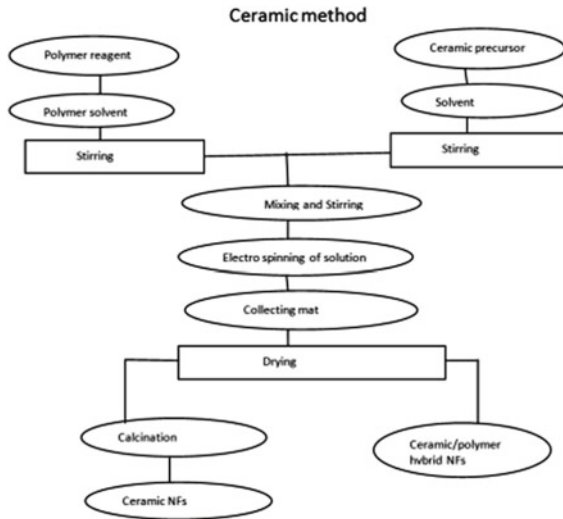 Ceramic method
Polymer reagent
Ceramic precursor
Polymer solvent
Solvent
Stirring
Stirring
Mixing and Stirring
Electro spinning of solution
Collecting mat
Drying
Calcination
Ceramic/polymer
hybrid NFs
Ceramic NFs